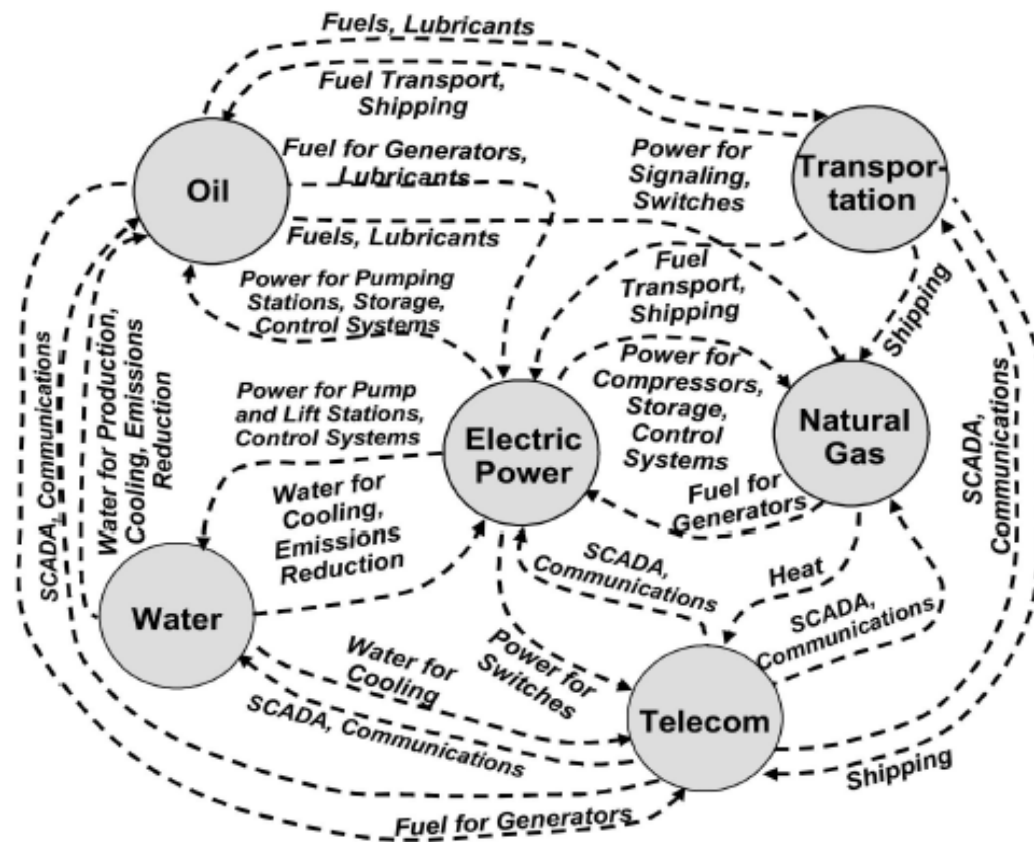 Fuels, Lubricants
Fuel Transport,
Shipping
Fuel for Generators,
Lubricants
Power for
Signaling,
Switches
Transpor-
tation
Oil
Fuels, Lubricants
Fuel
Transport,
Shipping
Shipping
Power for Pumping
Stations, Storage,
Control Systems
Power for
Compressors,
Storage,
Control
Systems
Natural
Gas
Power for Pump
and Lift Stations,
Control Systems
Electric
Power
SCADA, Communications
Water for Production,
Cooling, Emissions
Reduction
Water for
Cooling,
Emissions
Reduction
Fuel for
Generators
SCADA,
Communications
SCADA,
Communications
Heat
SCADA,
Communications
Water
Water for
Cooling
Power for
Switches
SCADA, Communications
Telecom
Shipping
Fuel for Generators